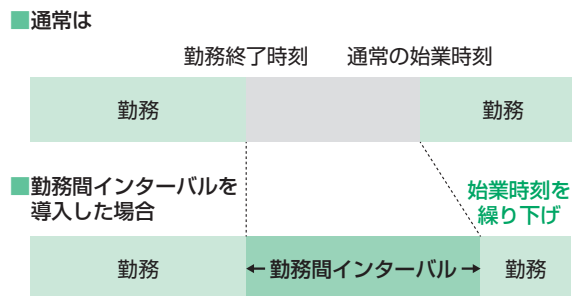 ■通常は
勤務終了時刻 通常の始業時刻
勤務 勤務
■勤務間インターバルを
導入した場合
始業時刻を
繰り下げ
勤務 ←勤務間インターバル→ 勤務